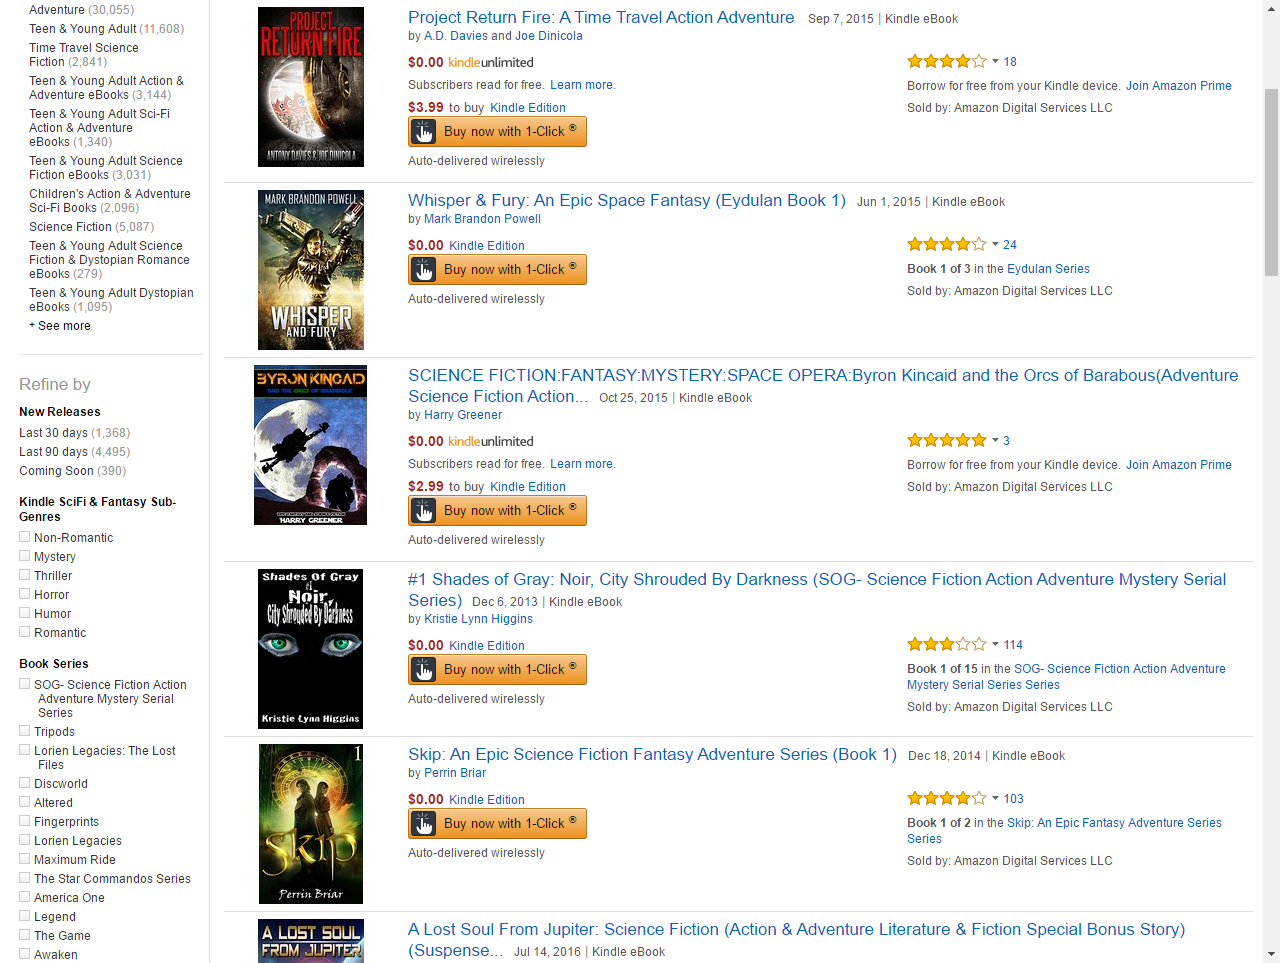 Adventure (30,055)
Teen & Young Adult (11,608)
Time Travel Science
Fiction (2,841)
Teen & Young Adult Action &
Adventure eBooks (3,144)
Teen & Young Adult Sci-Fi
Action & Adventure
eBooks (1,340)
Teen & Young Adult Science
Fiction eBooks (3,031)
Children's Action & Adventure
Sci-Fi Books (2,096)
Science Fiction (5,087)
Teen & Young Adult Science
Fiction & Dystopian Romance
eBooks (279)
Teen & Young Adult Dystopian
eBooks (1,095)
+ See more
Refine by
New Releases
Last 30 days (1,368)
Last 90 days (4,495)
Coming Soon (390)
Kindle SciFi & Fantasy Sub-
Genres
Non-Romantic
Mystery
Thriller
Horror
Humor
Romantic
Book Series
SOG- Science Fiction Action
Adventure Mystery Serial
Series
Tripods
Lorien Legacies: The Lost
Files
Discworld
Altered
Fingerprints
Lorien Legacies
Maximum Ride
The Star Commandos Series
America One
Legend
The Game
Awaken
PROJECT
RETURN FIRE
ANTONY DAVIES & JOE DINICOLA
Project Return Fire: A Time Travel Action Adventure Sep 7, 2015 | Kindle eBook
by A.D. Davies and Joe Dinicola
$0.00 kindleunlimited
Subscribers read for free. Learn more.
$3.99 to buy Kindle Edition
Buy now with 1-Click ®
Auto-delivered wirelessly
18
Borrow for free from your Kindle device. Join Amazon Prime
Sold by: Amazon Digital Services LLC
MARK BRANDON POWELL
WHISPER
AND FURY
Whisper & Fury: An Epic Space Fantasy (Eydulan Book 1) Jun 1, 2015 | Kindle eBook
by Mark Brandon Powell
$0.00 Kindle Edition
Buy now with 1-Click ®
Auto-delivered wirelessly
24
Book 1 of 3 in the Eydulan Series
Sold by: Amazon Digital Services LLC
BYRON KINCAID
AND THE ORCS OF BARABOUS
HARRY GREENER
SCIENCE FICTION:FANTASY:MYSTERY:SPACE OPERA:Byron Kincaid and the Orcs of Barabous(Adventure
Science Fiction Action... Oct 25, 2015 | Kindle eBook
by Harry Greener
$0.00 kindleunlimited
Subscribers read for free. Learn more.
$2.99 to buy Kindle Edition
Buy now with 1-Click ®
Auto-delivered wirelessly
3
Borrow for free from your Kindle device. Join Amazon Prime
Sold by: Amazon Digital Services LLC
Shades Of Gray
#1
Noir,
City Shrouded By Darkness
Kristie Lynn Higgins
#1 Shades of Gray: Noir, City Shrouded By Darkness (SOG- Science Fiction Action Adventure Mystery Serial
Series) Dec 6, 2013 | Kindle eBook
by Kristie Lynn Higgins
$0.00 Kindle Edition
Buy now with 1-Click ®
Auto-delivered wirelessly
114
Book 1 of 15 in the SOG- Science Fiction Action Adventure
Mystery Serial Series Series
Sold by: Amazon Digital Services LLC
1
Skip
Perrin Briar
Skip: An Epic Science Fiction Fantasy Adventure Series (Book 1) Dec 18, 2014 | Kindle eBook
by Perrin Briar
$0.00 Kindle Edition
Buy now with 1-Click ®
Auto-delivered wirelessly
103
Book 1 of 2 in the Skip: An Epic Fantasy Adventure Series
Series
Sold by: Amazon Digital Services LLC
A LOST SOUL
FROM JUPITER
A Lost Soul From Jupiter: Science Fiction (Action & Adventure Literature & Fiction Special Bonus Story)
(Suspense... Jul 14, 2016 | Kindle eBook